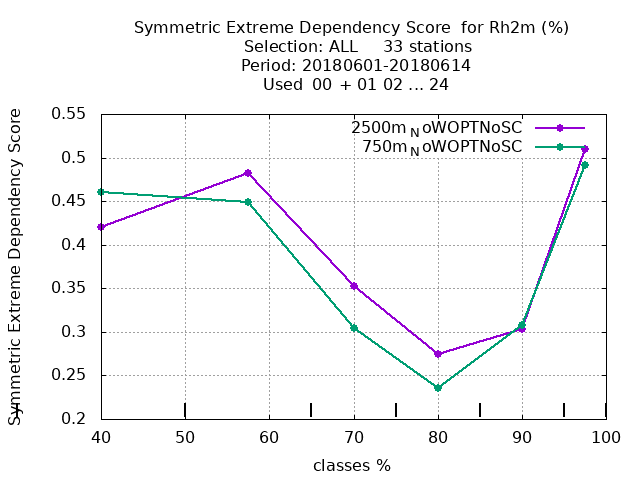 Symmetric Extreme Dependency Score for Rh2m (%)
Selection: ALL 33 stations
Period: 20180601-20180614
Used 00 + 01 02 ... 24
Symmetric Extreme Dependency Score
0.55
0.5
0.45
0.4
0.35
0.3
0.25
0.2
2500m_NoWOPTNoSC
750m_NoWOPTNoSC
40 50 60 70 80 90 100
classes %